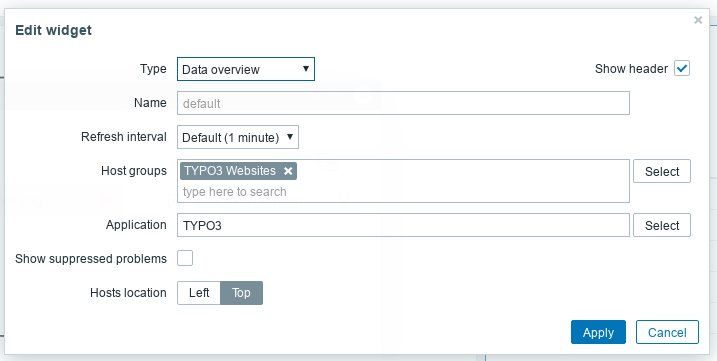 Edit widget
Type Data overview Show header
Name default
Refresh interval Default (1 minute)
Host groups TYPO3 Websites Select
type here to search
Application TYPO3 Select
Show suppressed problems
Hosts location Left Top
Apply Cancel